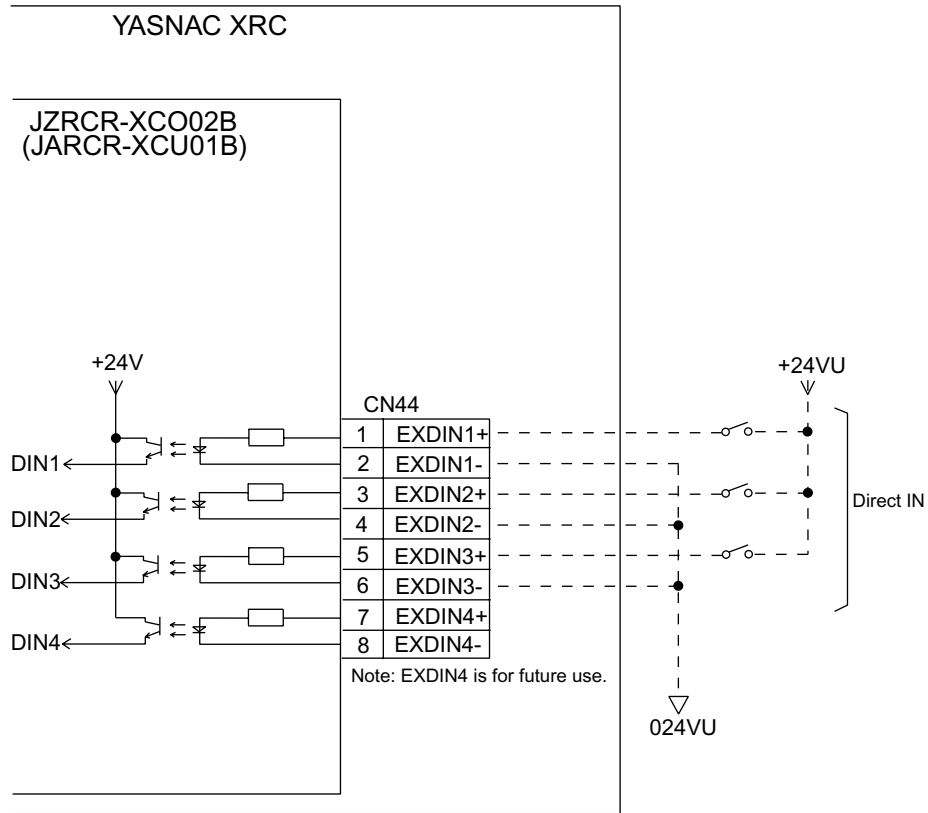 YASNAC XRC
JZRCR-XCO02B
(JARCR-XCU01B)
+24V
+24VU
CN44
1 EXDIN1+
DIN1 2 EXDIN1-
3 EXDIN2+
Direct IN
DIN2 4 EXDIN2-
5 EXDIN3+
DIN3 6 EXDIN3-
7 EXDIN4+
DIN4 8 EXDIN4-
Note: EXDIN4 is for future use.
024VU